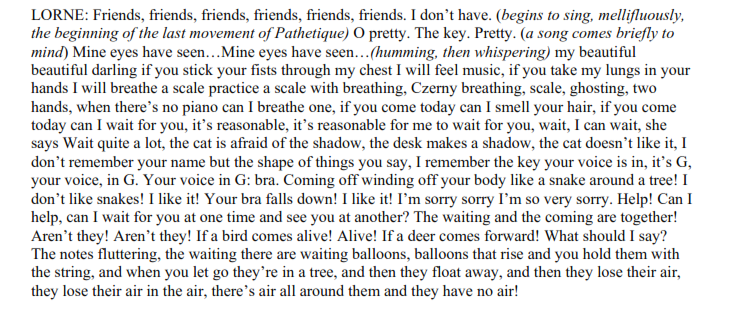 LORNE: Friends, friends, friends, friends, friends, friends. I don’t have. (begins to sing, mellifluously,
the beginning of the last movement of Pathetique) O pretty. The key. Pretty. (a song comes briefly to
mind) Mine eyes have seen…Mine eyes have seen…(humming, then whispering) my beautiful
beautiful darling if you stick your fists through my chest I will feel music, if you take my lungs in your
hands I will breathe a scale practice a scale with breathing, Czerny breathing, scale, ghosting, two
hands, when there’s no piano can I breathe one, if you come today can I smell your hair, if you come
today can I wait for you, it’s reasonable, it’s reasonable for me to wait for you, wait, I can wait, she
says Wait quite a lot, the cat is afraid of the shadow, the desk makes a shadow, the cat doesn’t like it, I
don’t remember your name but the shape of things you say, I remember the key your voice is in, it’s G,
your voice, in G. Your voice in G: bra. Coming off winding off your body like a snake around a tree! I
don’t like snakes! I like it! Your bra falls down! I like it! I’m sorry sorry I’m so very sorry. Help! Can I
help, can I wait for you at one time and see you at another? The waiting and the coming are together!
Aren’t they! Aren’t they! If a bird comes alive! Alive! If a deer comes forward! What should I say?
The notes fluttering, the waiting there are waiting balloons, balloons that rise and you hold them with
the string, and when you let go they’re in a tree, and then they float away, and then they lose their air,
they lose their air in the air, there’s air all around them and they have no air!